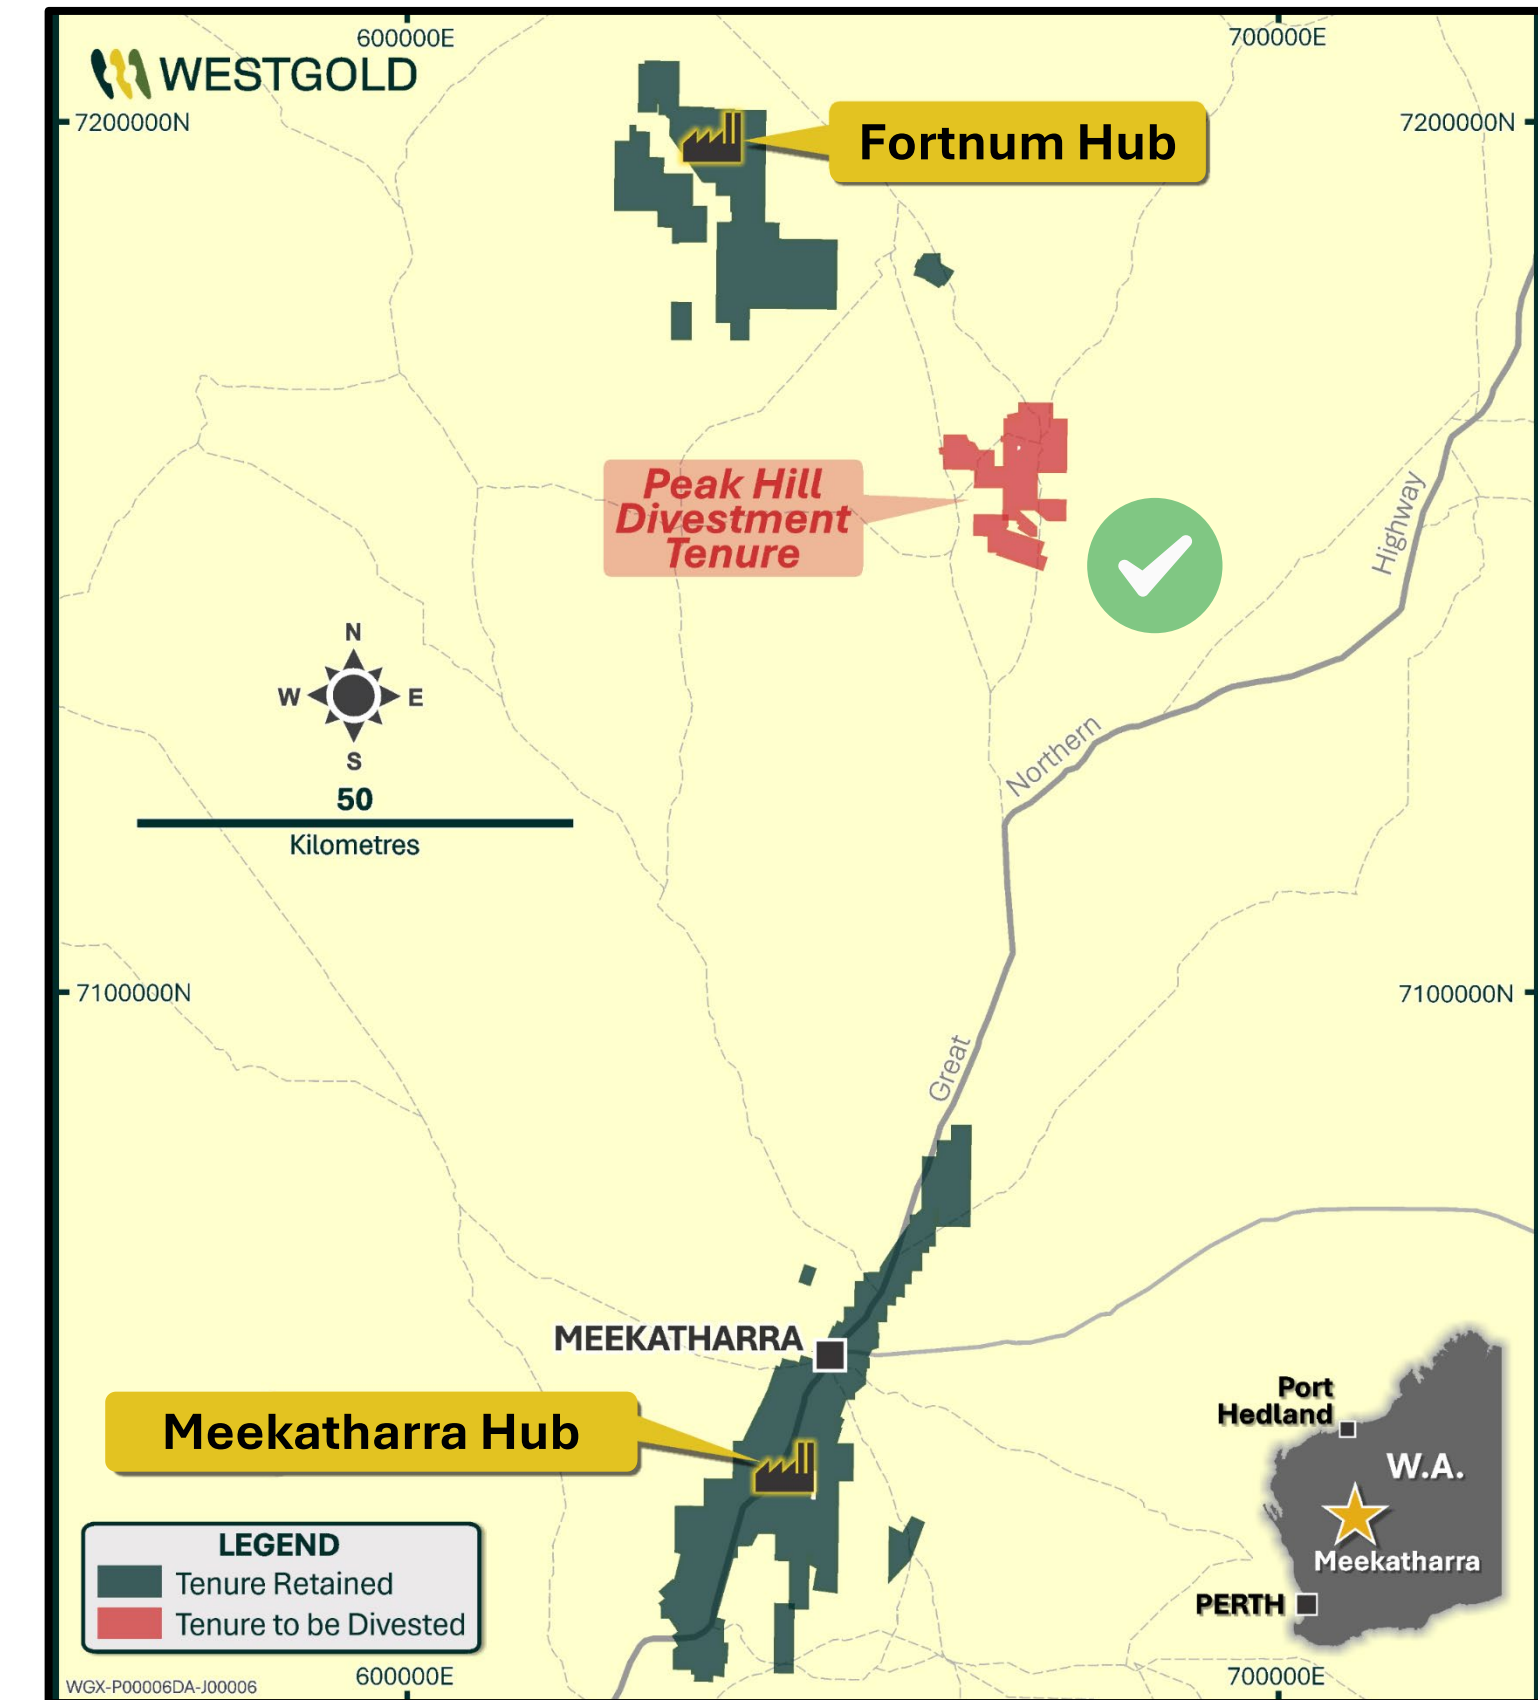 600000E
700000E
WESTGOLD
7200000N
7200000N
Fortnum Hub
Peak Hill
Divestment
Tenure
Highway
N
W
E
S
50
Kilometres
Northern
7100000N
7100000N
Great
MEEKATHARRA
Meekatharra Hub
Port
Hedland
W.A.
Meekatharra
PERTH
LEGEND
Tenure Retained
Tenure to be Divested
WGX-P00006DA-J00006
600000E
700000E